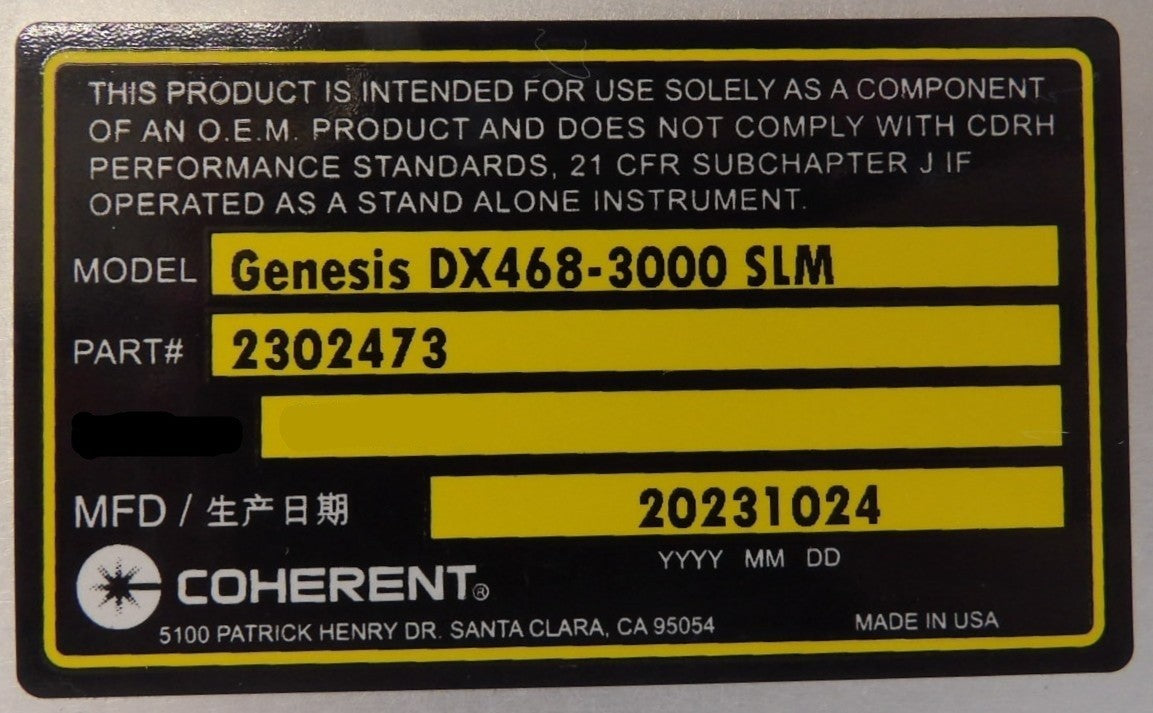 THIS PRODUCT IS INTENDED FOR USE SOLELY AS A COMPONENT
OF AN O.E.M. PRODUCT AND DOES NOT COMPLY WITH CDRH
PERFORMANCE STANDARDS, 21 CFR SUBCHAPTER J IF
OPERATED AS A STAND ALONE INSTRUMENT.
MODEL Genesis DX468-3000 SLM
PART# 2302473
MFD / 生产日期 20231024
YYYY MM DD
COHERENT®
5100 PATRICK HENRY DR. SANTA CLARA, CA 95054 MADE IN USA